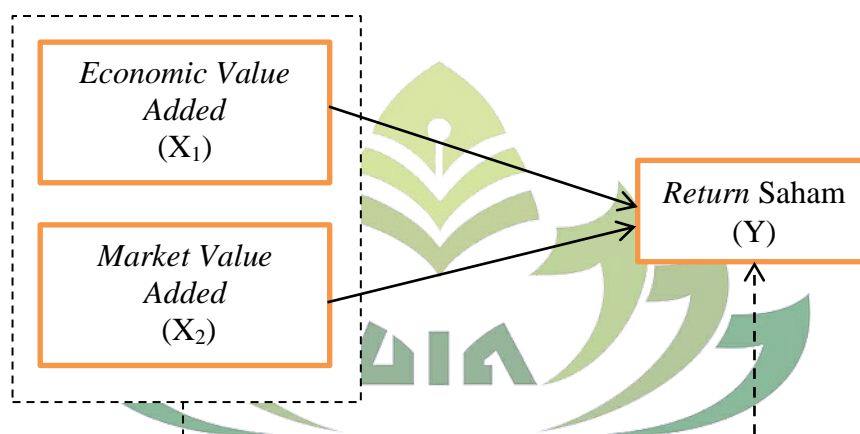 Economic Value
Added
(X₁)
Return Saham
(Y)
Market Value
Added
(X₂)